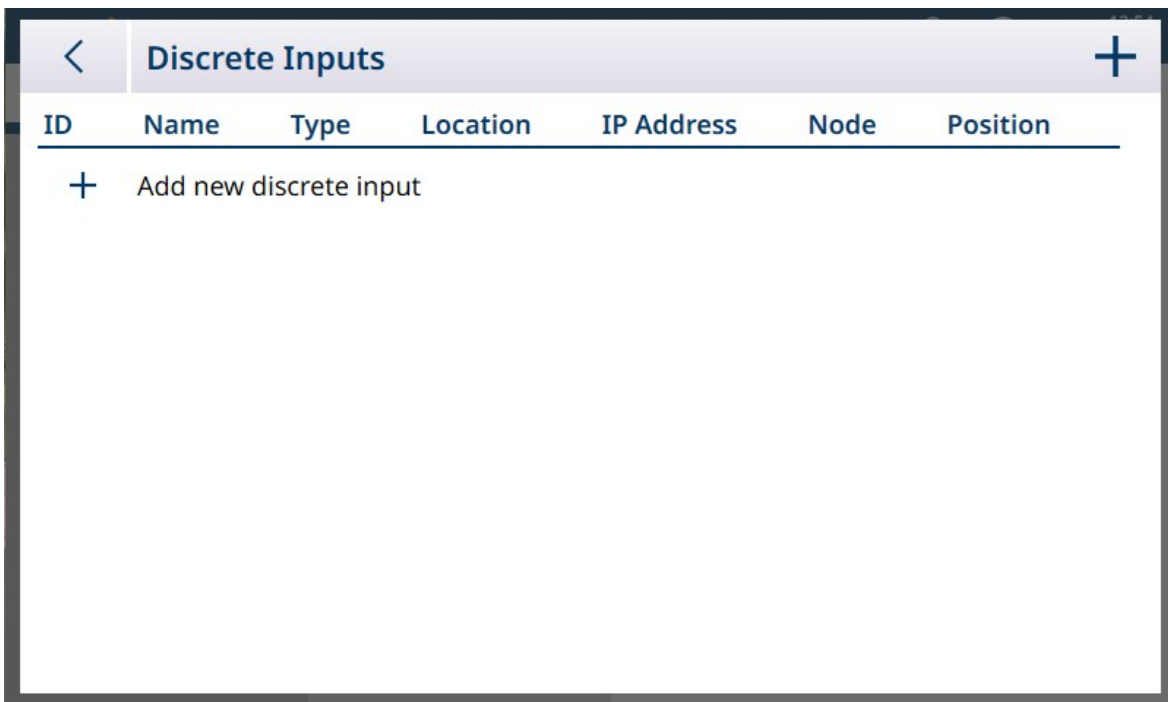 Discrete Inputs
ID Name Type Location IP Address Node Position
Add new discrete input